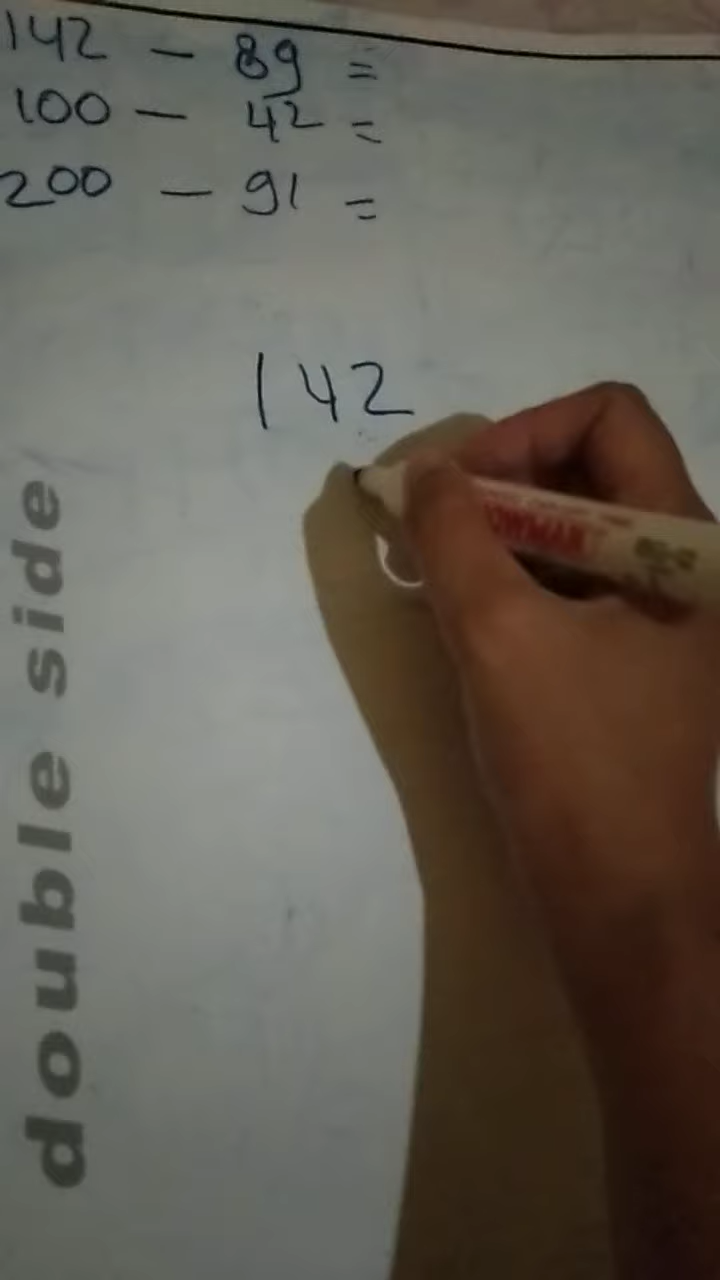 142 - 89 =
100 - 42 =
200 - 91 =
142
double side